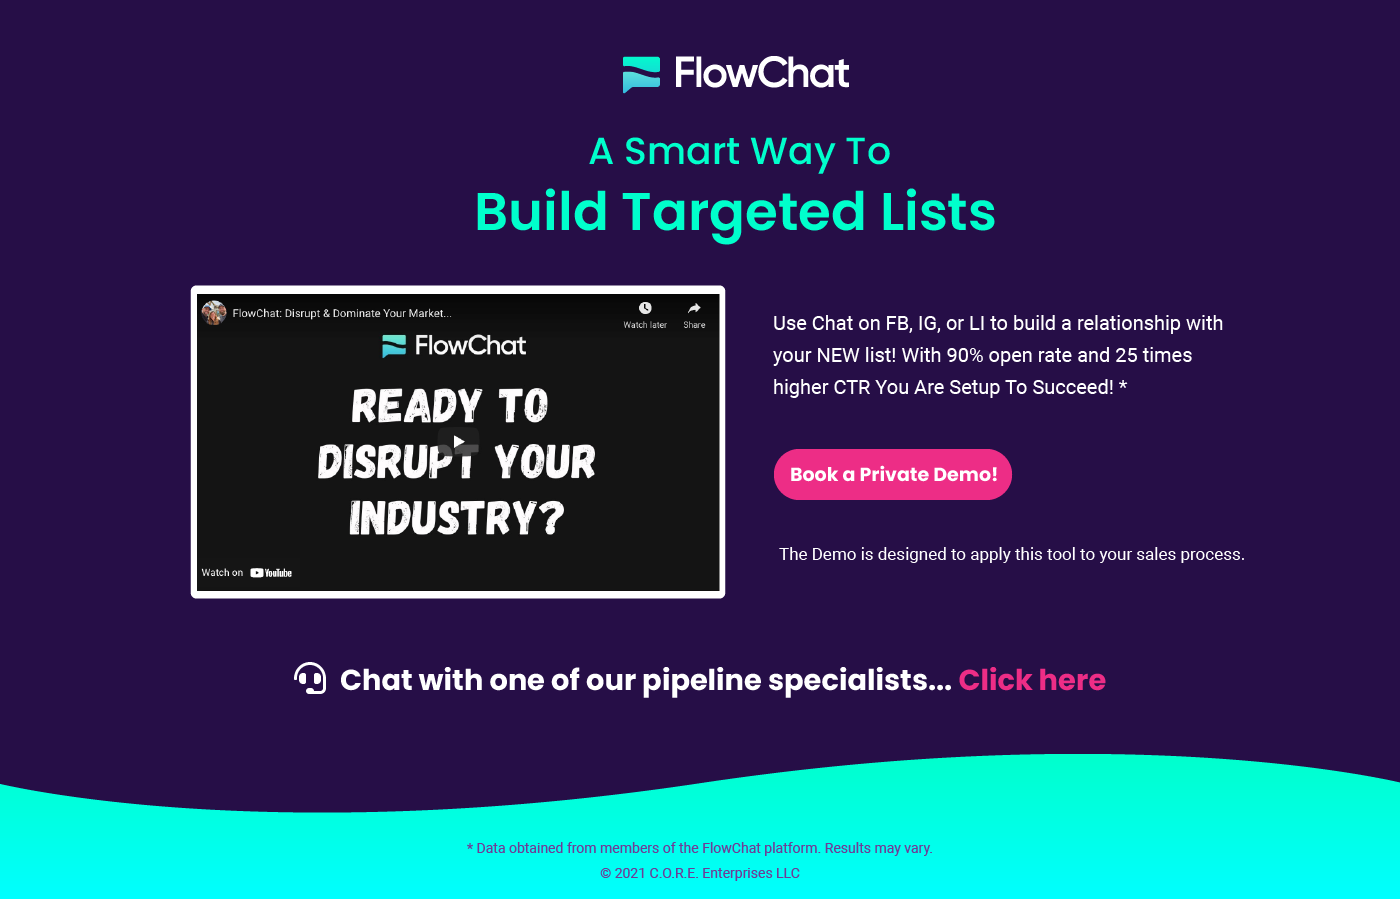 FlowChat
A Smart Way To
Build Targeted Lists
FlowChat: Disrupt & Dominate Your Market...
Watch later
Share
FlowChat
READY TO
DISRUPT YOUR
INDUSTRY?
Watch on YouTube
Use Chat on FB, IG, or LI to build a relationship with
your NEW list! With 90% open rate and 25 times
higher CTR You Are Setup To Succeed! *
Book a Private Demo!
The Demo is designed to apply this tool to your sales process.
Chat with one of our pipeline specialists... Click here
* Data obtained from members of the FlowChat platform. Results may vary.
© 2021 C.O.R.E. Enterprises LLC